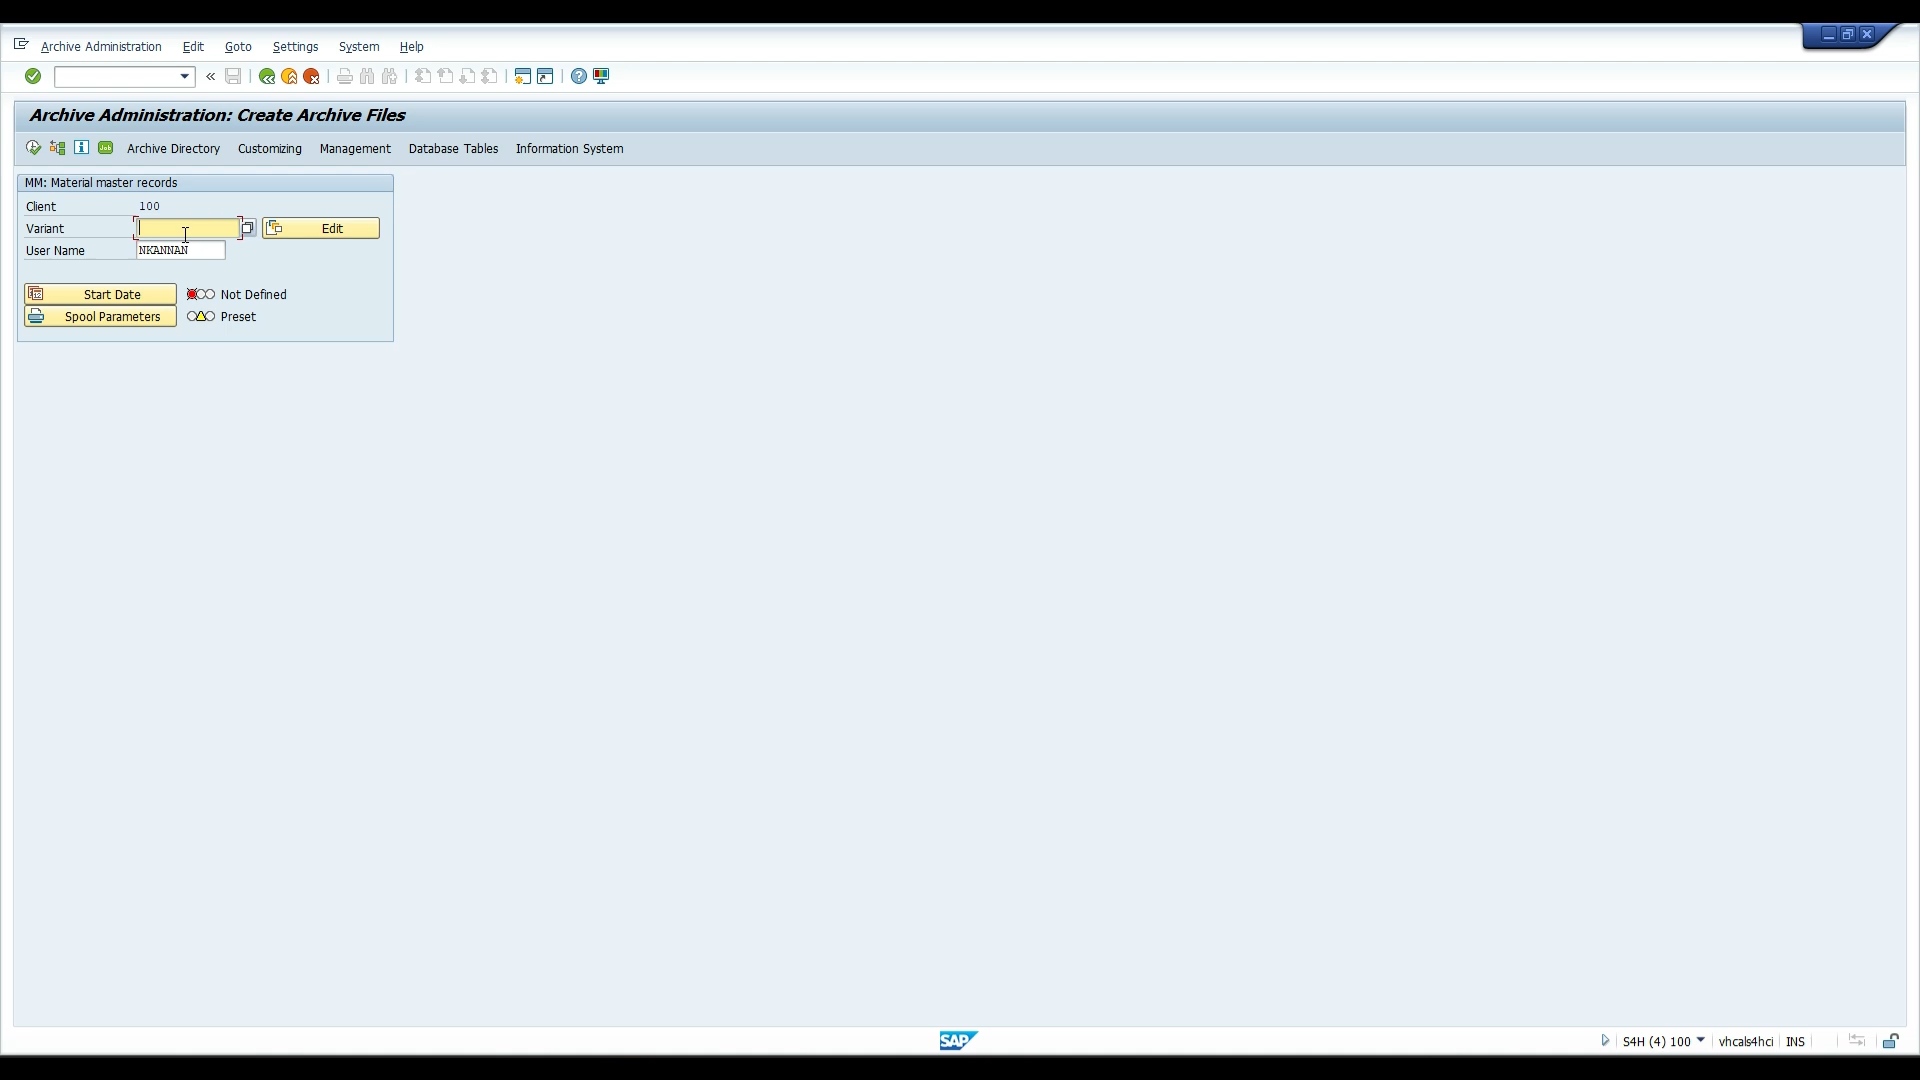 Archive Administration Edit Goto Settings System Help
Archive Administration: Create Archive Files
Job Archive Directory Customizing Management Database Tables Information System
MM: Material master records
Client 100
Variant Edit
User Name NKANNAN
12 Start Date Not Defined
Spool Parameters Preset
SAP S4H (4) 100 vhcals4hci INS